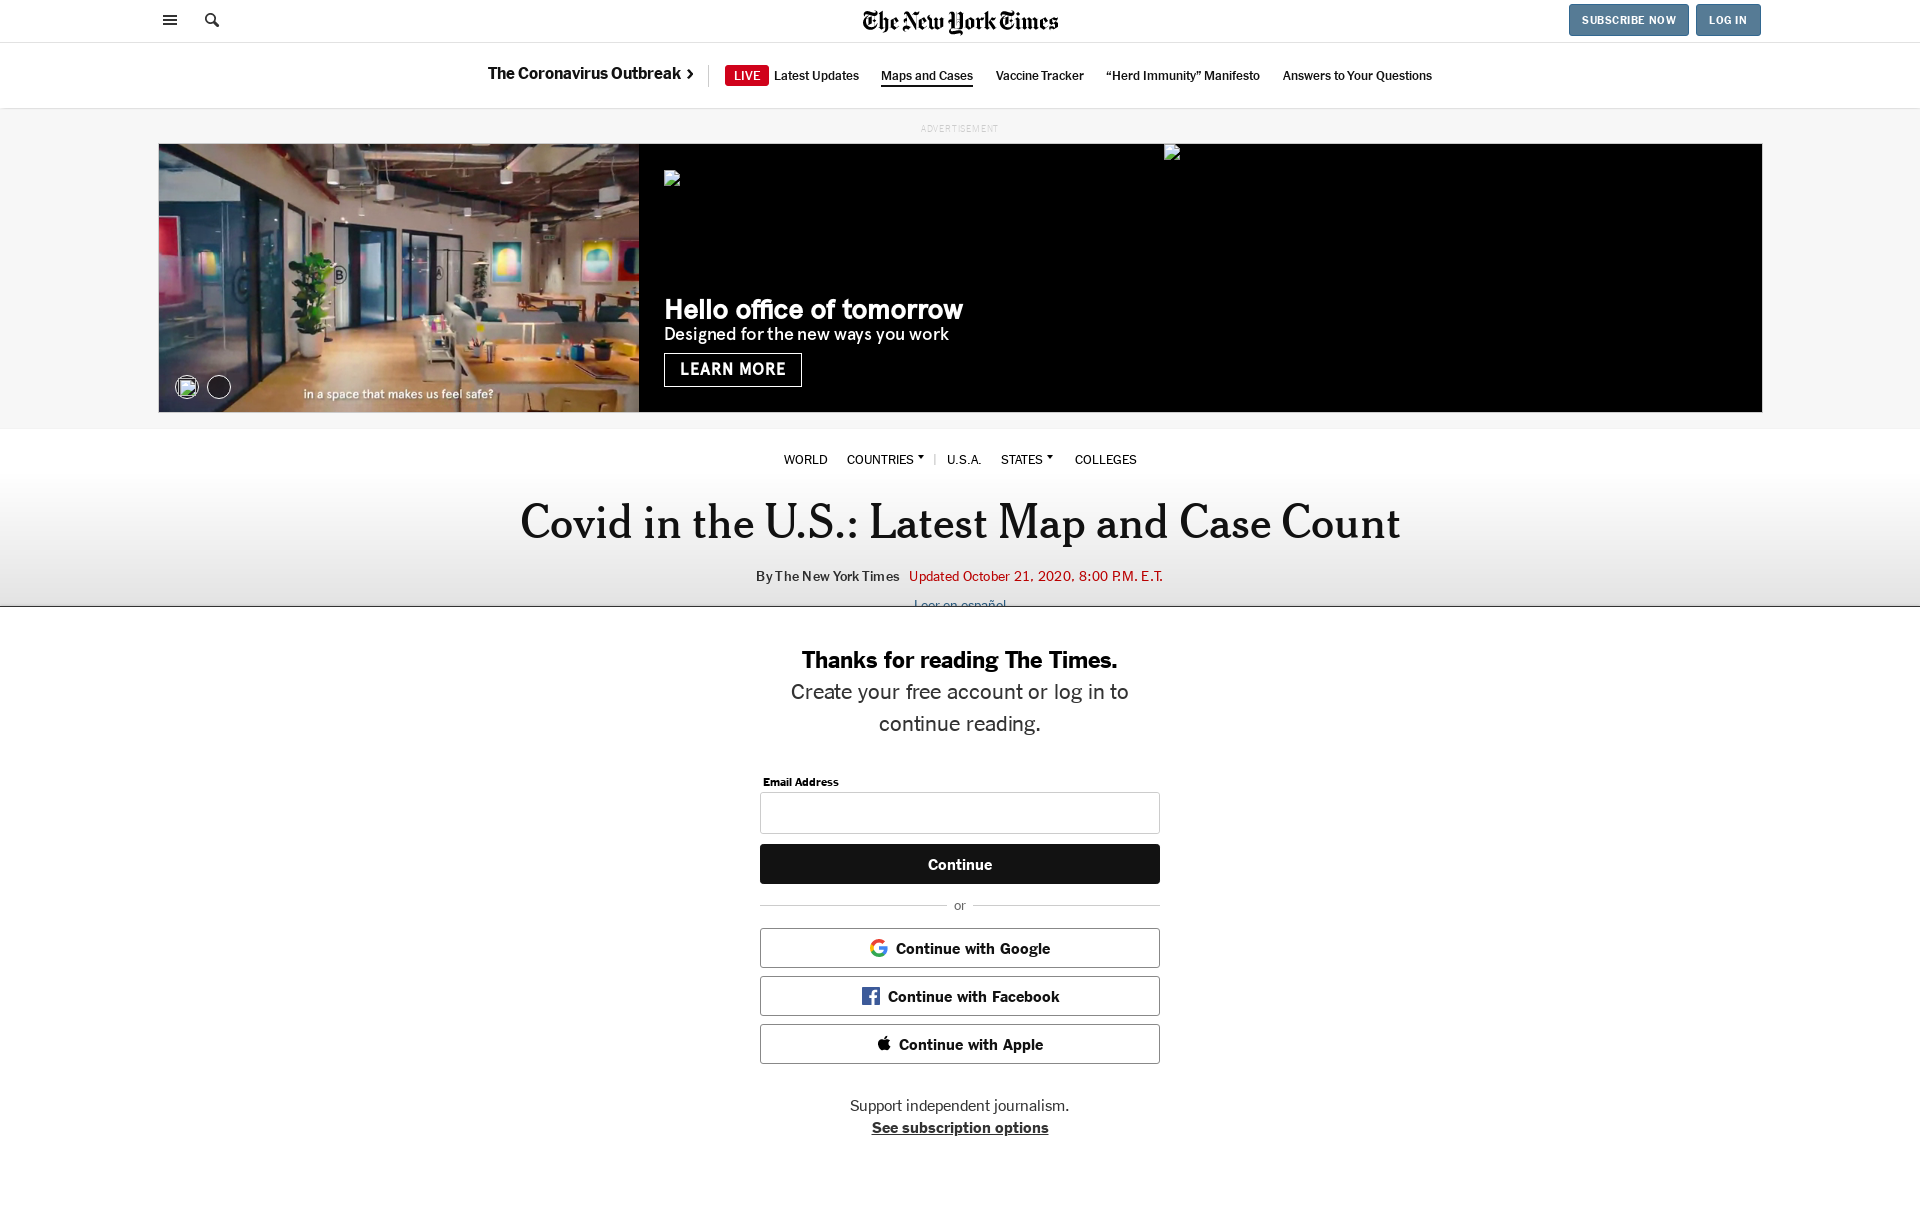 The New York Times
SUBSCRIBE NOW
LOG IN
The Coronavirus Outbreak
LIVE Latest Updates
Maps and Cases
Vaccine Tracker
“Herd Immunity” Manifesto
Answers to Your Questions
ADVERTISEMENT
B
A
Hello office of tomorrow
Designed for the new ways you work
LEARN MORE
in a space that makes us feel safe?
WORLD COUNTRIES | U.S.A. STATES COLLEGES
Covid in the U.S.: Latest Map and Case Count
By The New York Times Updated October 21, 2020, 8:00 P.M. E.T.
Leer en español
Thanks for reading The Times.
Create your free account or log in to
continue reading.
Email Address
Continue
or
Continue with Google
Continue with Facebook
Continue with Apple
Support independent journalism.
See subscription options